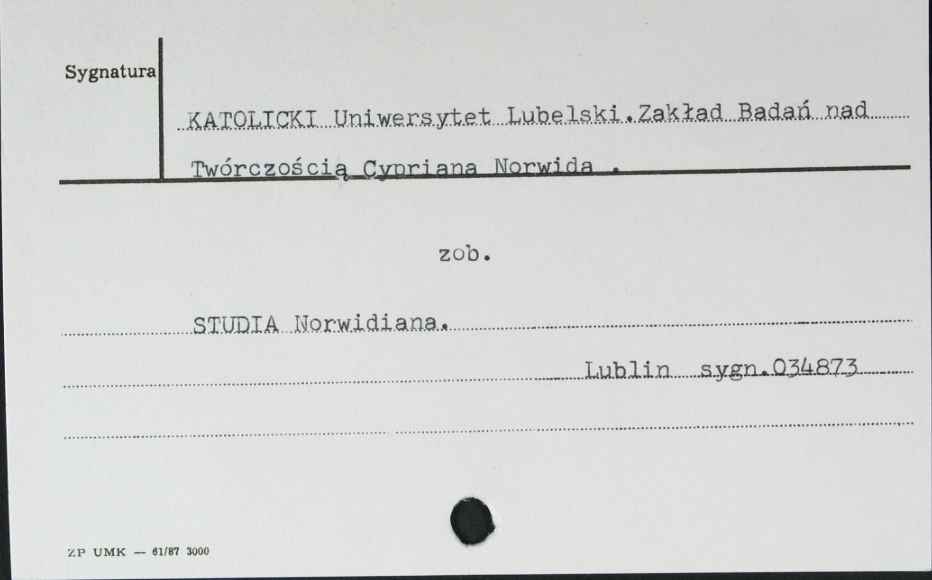 Sygnatura
KATOLICKI Uniwersytet Lubelski.Zakład Badań nad
Twórczością Cypriana Norwida .
zob.
STUDIA Norwidiana.
Lublin sygn.034873
ZP UMK — 61/87 3000